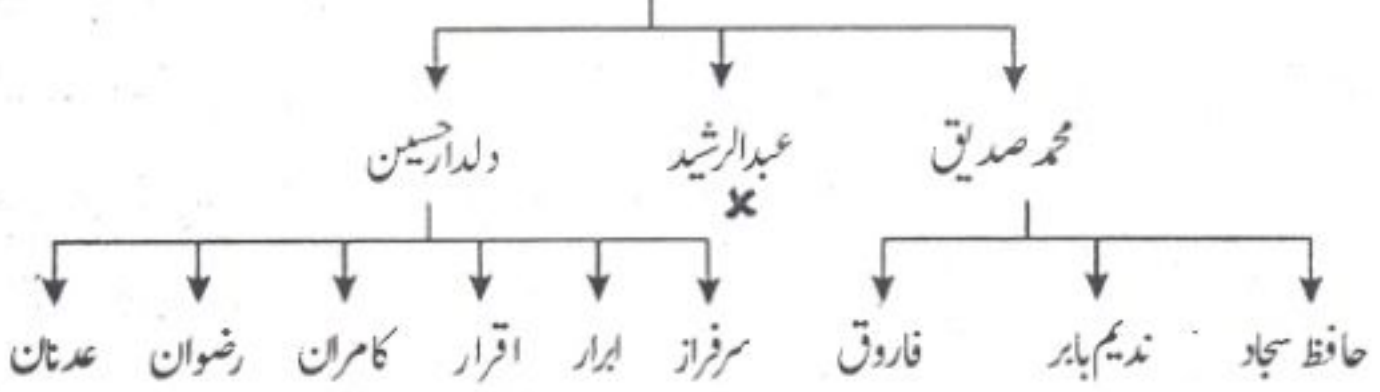 محمد صدیق عبدالرشید دلدار حسین
حافظ سجاد ندیم بابر فاروق سرفراز ابرار اقرار کامران رضوان عدنان